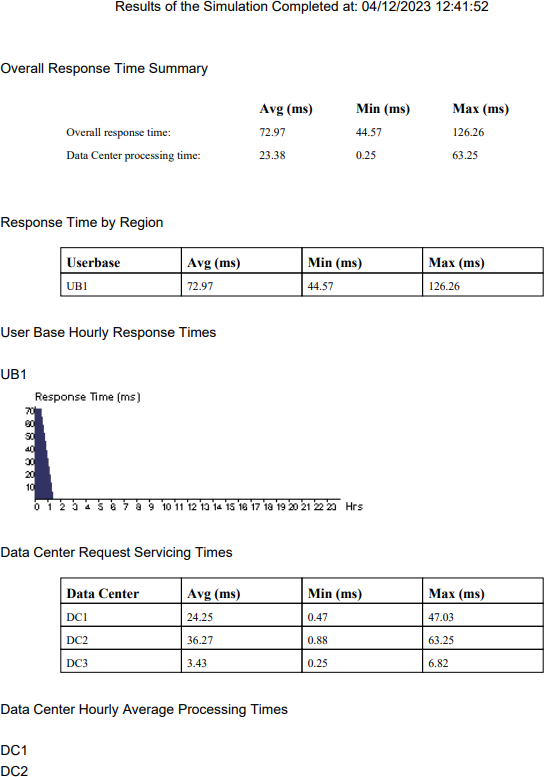 Results of the Simulation Completed at: 04/12/2023 12:41:52
Overall Response Time Summary
Avg (ms) Min (ms) Max (ms)
Overall response time: 72.97 44.57 126.26
Data Center processing time: 23.38 0.25 63.25
Response Time by Region
Userbase Avg (ms) Min (ms) Max (ms)
UB1 72.97 44.57 126.26
User Base Hourly Response Times
UB1
Response Time (ms)
70
60
50
40
30
20
10
0 1 2 3 4 5 6 7 8 9 10 11 12 13 14 15 16 17 18 19 20 21 22 23 Hrs
Data Center Request Servicing Times
Data Center Avg (ms) Min (ms) Max (ms)
DC1 24.25 0.47 47.03
DC2 36.27 0.88 63.25
DC3 3.43 0.25 6.82
Data Center Hourly Average Processing Times
DC1
DC2